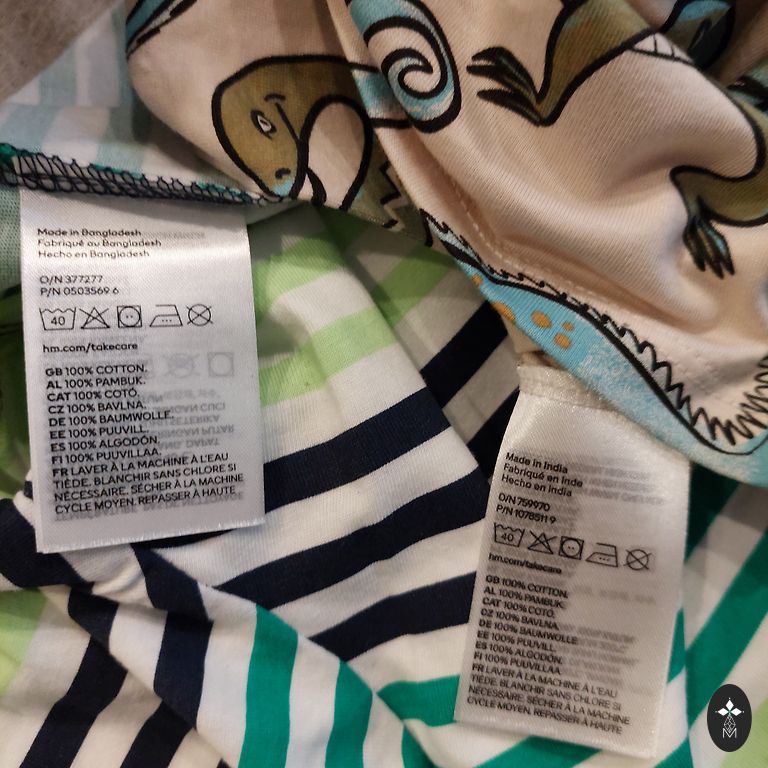 Made in Bangladesh
Fabriqué au Bangladesh
Hecho en Bangladesh
O/N 377277
P/N 0503569 6
40
hm.com/takecare
GB 100% COTTON.
AL 100% PAMBUK.
CAT 100% COTÓ.
CZ 100% BAVLNA.
DE 100% BAUMWOLLE.
EE 100% PUUVILL.
ES 100% ALGODÓN.
FI 100% PUUVILLAA.
FR LAVER À LA MACHINE À L'EAU
TIÈDE. BLANCHIR SANS CHLORE SI
NÉCESSAIRE. SÉCHER À LA MACHINE
CYCLE MOYEN. REPASSER À HAUTE
Made in India
Fabriqué en Inde
Hecho en India
O/N 759970
P/N 1078511 9
40
hm.com/takecare
GB 100% COTTON.
AL 100% PAMBUK.
CAT 100% COTÓ.
CZ 100% BAVLNA.
DE 100% BAUMWOLLE.
EE 100% PUUVILL.
ES 100% ALGODÓN.
FI 100% PUUVILLAA.
FR LAVER À LA MACHINE À L'EAU
TIÈDE. BLANCHIR SANS CHLORE SI
NÉCESSAIRE. SÉCHER À LA MACHINE
CYCLE MOYEN. REPASSER À HAUTE